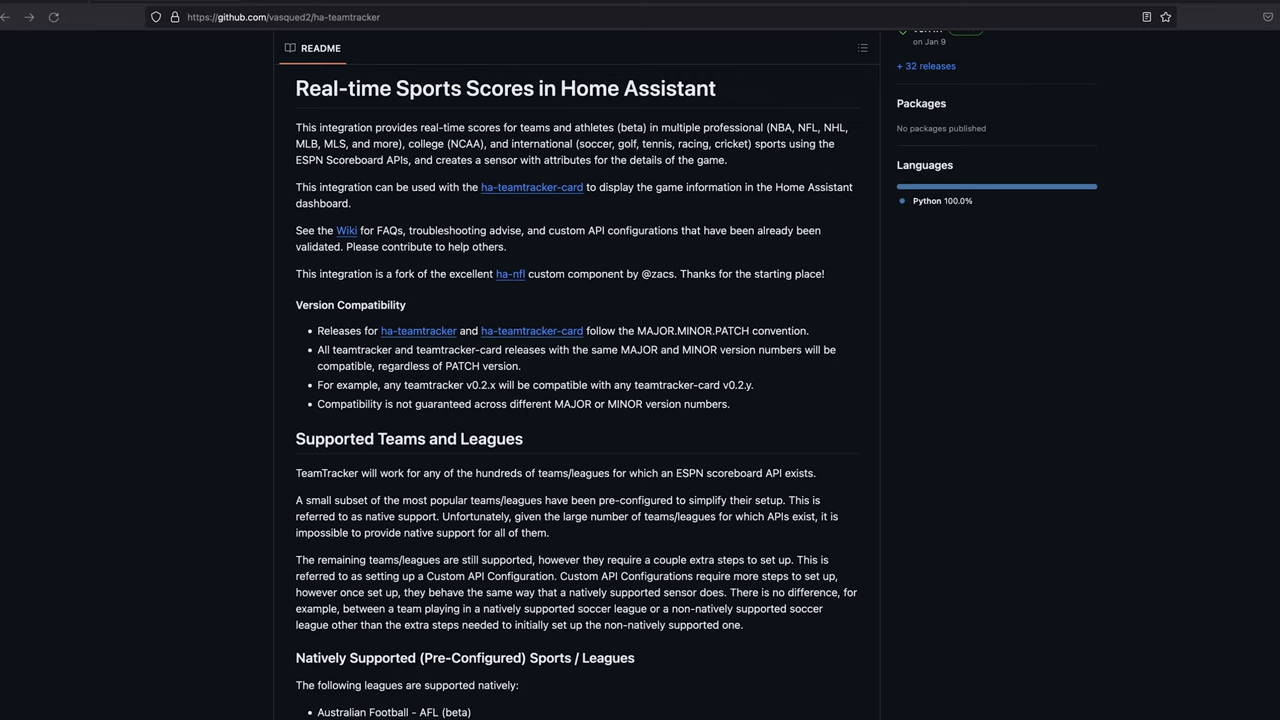 https://github.com/vasqued2/ha-teamtracker
README
Real-time Sports Scores in Home Assistant
This integration provides real-time scores for teams and athletes (beta) in multiple professional (NBA, NFL, NHL,
MLB, MLS, and more), college (NCAA), and international (soccer, golf, tennis, racing, cricket) sports using the
ESPN Scoreboard APIs, and creates a sensor with attributes for the details of the game.
This integration can be used with the ha-teamtracker-card to display the game information in the Home Assistant
dashboard.
See the Wiki for FAQs, troubleshooting advise, and custom API configurations that have been already been
validated. Please contribute to help others.
This integration is a fork of the excellent ha-nfl custom component by @zacs. Thanks for the starting place!
Version Compatibility
• Releases for ha-teamtracker and ha-teamtracker-card follow the MAJOR.MINOR.PATCH convention.
• All teamtracker and teamtracker-card releases with the same MAJOR and MINOR version numbers will be
compatible, regardless of PATCH version.
• For example, any teamtracker v0.2.x will be compatible with any teamtracker-card v0.2.y.
• Compatibility is not guaranteed across different MAJOR or MINOR version numbers.
Supported Teams and Leagues
TeamTracker will work for any of the hundreds of teams/leagues for which an ESPN scoreboard API exists.
A small subset of the most popular teams/leagues have been pre-configured to simplify their setup. This is
referred to as native support. Unfortunately, given the large number of teams/leagues for which APIs exist, it is
impossible to provide native support for all of them.
The remaining teams/leagues are still supported, however they require a couple extra steps to set up. This is
referred to as setting up a Custom API Configuration. Custom API Configurations require more steps to set up,
however once set up, they behave the same way that a natively supported sensor does. There is no difference, for
example, between a team playing in a natively supported soccer league or a non-natively supported soccer
league other than the extra steps needed to initially set up the non-natively supported one.
Natively Supported (Pre-Configured) Sports / Leagues
The following leagues are supported natively:
• Australian Football - AFL (beta)
on Jan 9
+ 32 releases
Packages
No packages published
Languages
Python 100.0%